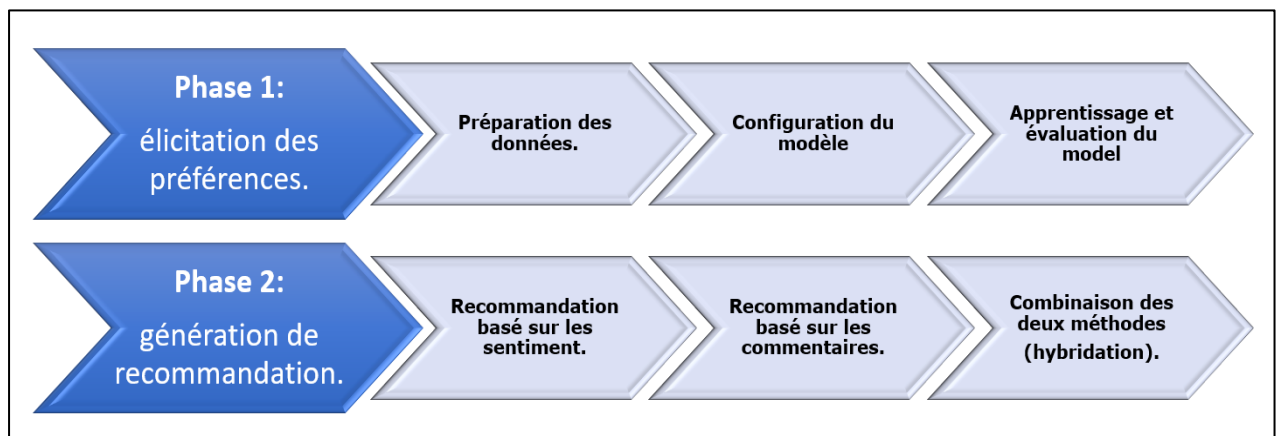 Phase 1:
élicitation des
préférences.
Préparation des
données.
Configuration du
modèle
Apprentissage et
évaluation du
model
Phase 2:
génération de
recommandation.
Recommandation
basé sur les
sentiment.
Recommandation
basé sur les
commentaires.
Combinaison des
deux méthodes
(hybridation).